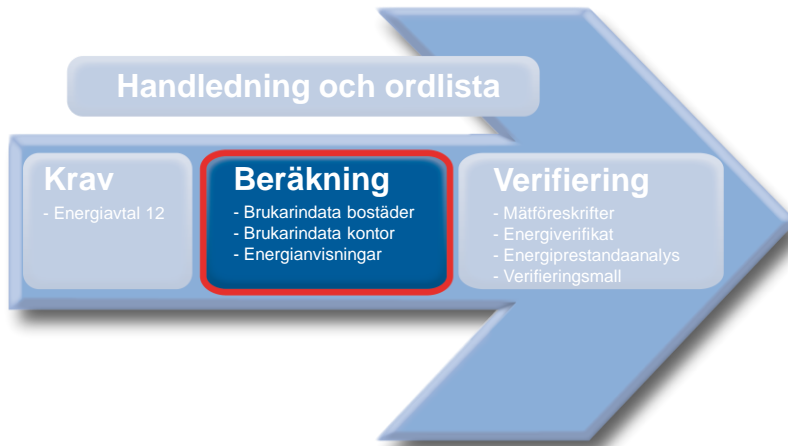 Handledning och ordlista
Krav
- Energiavtal 12
Beräkning
- Brukarindata bostäder
- Brukarindata kontor
- Energianvisningar
Verifiering
- Mätföreskrifter
- Energiverifikat
- Energiprestandaanalys
- Verifieringsmall